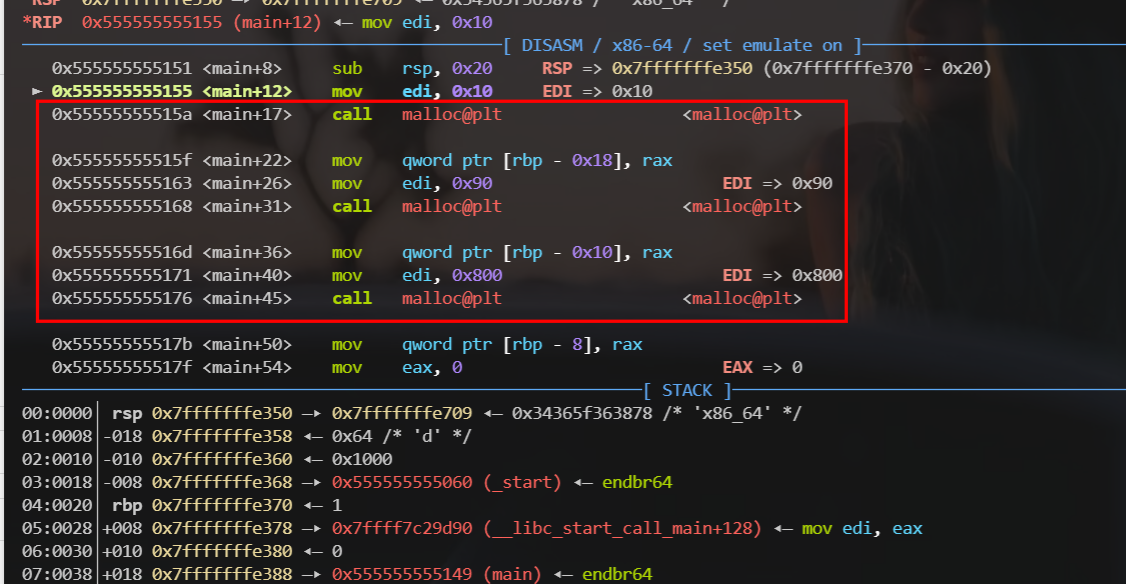 RSP 0x7fffffffe350 —▸ 0x7fffffffe709 ◂— 0x34365f363878 /* 'x86_64' */
*RIP 0x555555555155 (main+12) ◂— mov edi, 0x10
[ DISASM / x86-64 / set emulate on ]
0x555555555151 <main+8> sub rsp, 0x20 RSP => 0x7fffffffe350 (0x7fffffffe370 - 0x20)
► 0x555555555155 <main+12> mov edi, 0x10 EDI => 0x10
0x55555555515a <main+17> call malloc@plt <malloc@plt>
0x55555555515f <main+22> mov qword ptr [rbp - 0x18], rax
0x555555555163 <main+26> mov edi, 0x90 EDI => 0x90
0x555555555168 <main+31> call malloc@plt <malloc@plt>
0x55555555516d <main+36> mov qword ptr [rbp - 0x10], rax
0x555555555171 <main+40> mov edi, 0x800 EDI => 0x800
0x555555555176 <main+45> call malloc@plt <malloc@plt>
0x55555555517b <main+50> mov qword ptr [rbp - 8], rax
0x55555555517f <main+54> mov eax, 0 EAX => 0
[ STACK ]
00:0000│ rsp 0x7fffffffe350 —▸ 0x7fffffffe709 ◂— 0x34365f363878 /* 'x86_64' */
01:0008│-018 0x7fffffffe358 ◂— 0x64 /* 'd' */
02:0010│-010 0x7fffffffe360 ◂— 0x1000
03:0018│-008 0x7fffffffe368 —▸ 0x555555555060 (_start) ◂— endbr64
04:0020│ rbp 0x7fffffffe370 ◂— 1
05:0028│+008 0x7fffffffe378 —▸ 0x7ffff7c29d90 (__libc_start_call_main+128) ◂— mov edi, eax
06:0030│+010 0x7fffffffe380 ◂— 0
07:0038│+018 0x7fffffffe388 —▸ 0x555555555149 (main) ◂— endbr64